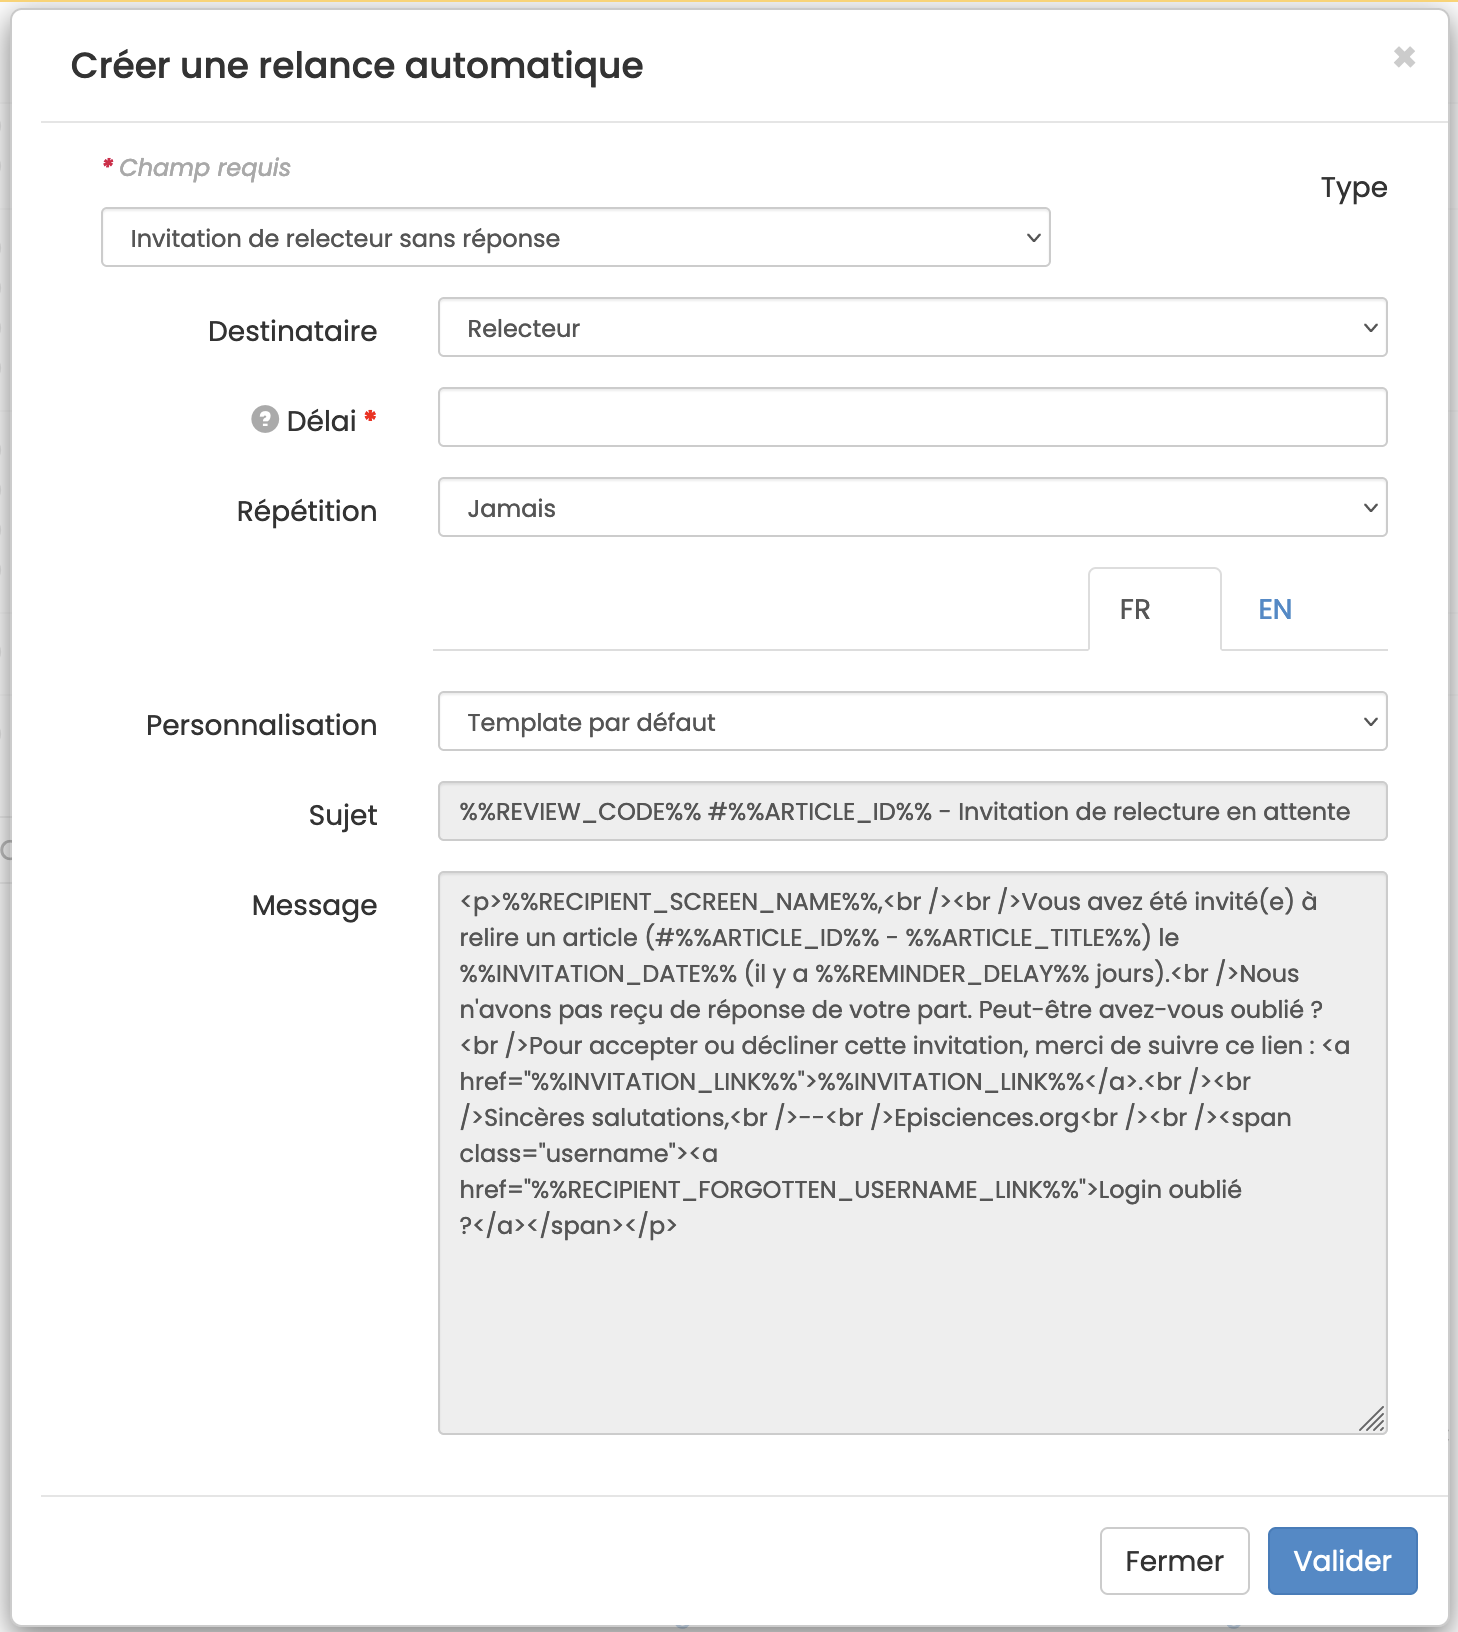 Créer une relance automatique
* Champ requis
Type
Invitation de relecteur sans réponse
Destinataire
Relecteur
? Délai *
Répétition
Jamais
FR
EN
Personnalisation
Template par défaut
Sujet
%%REVIEW_CODE%% #%%ARTICLE_ID%% - Invitation de relecture en attente
Message
<p>%%RECIPIENT_SCREEN_NAME%%,<br /><br />Vous avez été invité(e) à
relire un article (#%%ARTICLE_ID%% - %%ARTICLE_TITLE%%) le
%%INVITATION_DATE%% (il y a %%REMINDER_DELAY%% jours).<br />Nous
n'avons pas reçu de réponse de votre part. Peut-être avez-vous oublié ?
<br />Pour accepter ou décliner cette invitation, merci de suivre ce lien : <a
href="%%INVITATION_LINK%%">%%INVITATION_LINK%%</a>.<br /><br
/>Sincères salutations,<br />--<br />Episciences.org<br /><br /><span
class="username"><a
href="%%RECIPIENT_FORGOTTEN_USERNAME_LINK%%">Login oublié
?</a></span></p>
Fermer
Valider